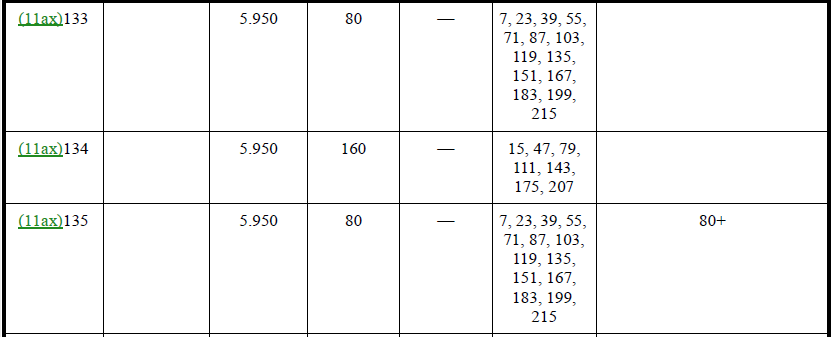 (11ax)133 5.950 80 — 7, 23, 39, 55,
71, 87, 103,
119, 135,
151, 167,
183, 199,
215
(11ax)134 5.950 160 — 15, 47, 79,
111, 143,
175, 207
(11ax)135 5.950 80 — 7, 23, 39, 55, 80+
71, 87, 103,
119, 135,
151, 167,
183, 199,
215